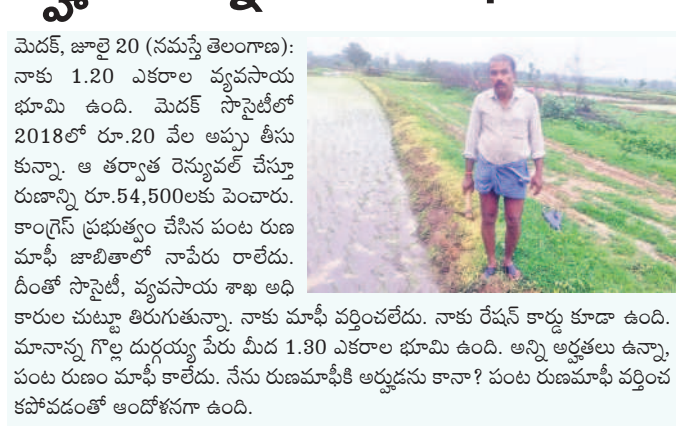 మెదక్, జూలై 20 (నమస్తే తెలంగాణ):
నాకు 1.20 ఎకరాల వ్యవసాయ
భూమి ఉంది. మెదక్ సొసైటీలో
2018లో రూ.20 వేల అప్పు తీసు
కున్నా. ఆ తర్వాత రెన్యువల్ చేస్తూ
రుణాన్ని రూ.54,500లకు పెంచారు.
కాంగ్రెస్ ప్రభుత్వం చేసిన పంట రుణ
మాఫీ జాబితాలో నాపేరు రాలేదు.
దీంతో సొసైటీ, వ్యవసాయ శాఖ అధి
కారుల చుట్టూ తిరుగుతున్నా. నాకు మాఫీ వర్తించలేదు. నాకు రేషన్ కార్డు కూడా ఉంది.
మానాన్న గొల్ల దుర్గయ్య పేరు మీద 1.30 ఎకరాల భూమి ఉంది. అన్ని అర్హతలు ఉన్నా,
పంట రుణం మాఫీ కాలేదు. నేను రుణమాఫీకి అర్హుడను కానా? పంట రుణమాఫీ వర్తించ
కపోవడంతో ఆందోళనగా ఉంది.